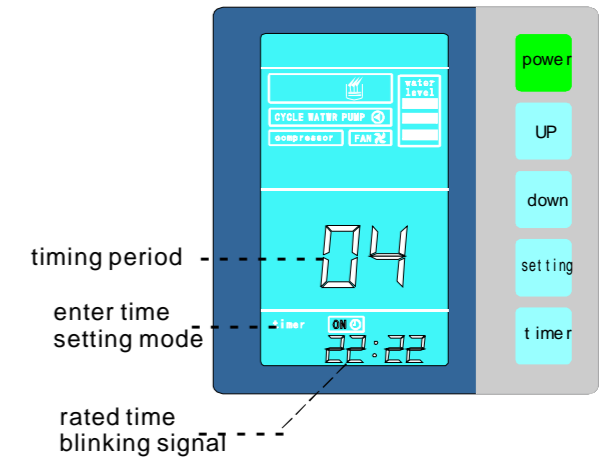 water
level
CYCLE WATER PUMP
compressor FAN
04
timer ON
22:22
power
UP
down
setting
timer
timing period
enter time
setting mode
rated time
blinking signal